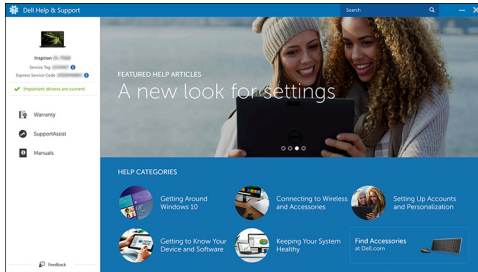 Dell Help & Support
Search
Inspiron
Service Tag
Express Service Code
Important drivers are current
Warranty
SupportAssist
Manuals
Feedback
FEATURED HELP ARTICLES
A new look for settings
HELP CATEGORIES
Getting Around
Windows 10
Connecting to Wireless
and Accessories
Setting Up Accounts
and Personalization
Getting to Know Your
Device and Software
Keeping Your System
Healthy
Find Accessories
at Dell.com